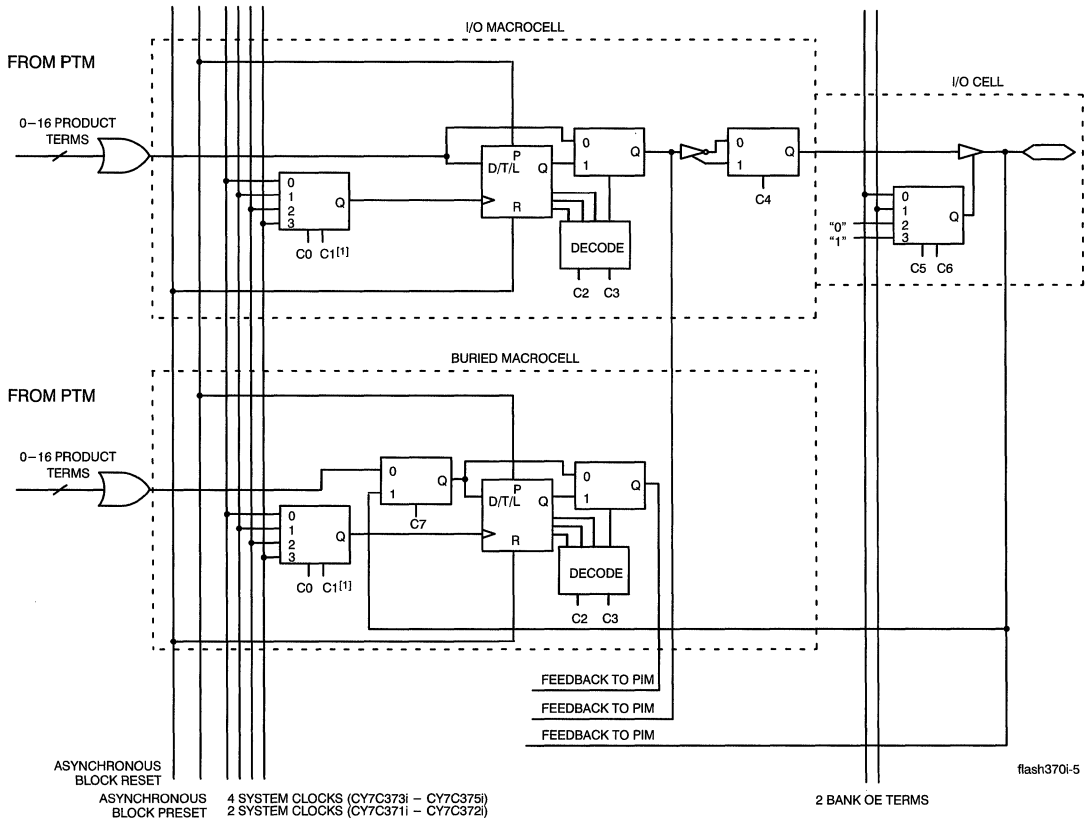 I/O MACROCELL
FROM PTM
I/O CELL
0–16 PRODUCT
TERMS
P
D/T/L Q
R
0
1
2
3
Q
C0 C1[1]
0
1
Q
DECODE
C2 C3
0
1
Q
C4
0
1
2
3
Q
"0"
"1"
C5 C6
BURIED MACROCELL
FROM PTM
0–16 PRODUCT
TERMS
0
1
Q
C7
0
1
2
3
Q
C0 C1[1]
P
D/T/L Q
R
0
1
Q
DECODE
C2 C3
FEEDBACK TO PIM
FEEDBACK TO PIM
FEEDBACK TO PIM
ASYNCHRONOUS
BLOCK RESET
ASYNCHRONOUS
BLOCK PRESET
4 SYSTEM CLOCKS (CY7C373i – CY7C375i)
2 SYSTEM CLOCKS (CY7C371i – CY7C372i)
2 BANK OE TERMS
flash370i-5